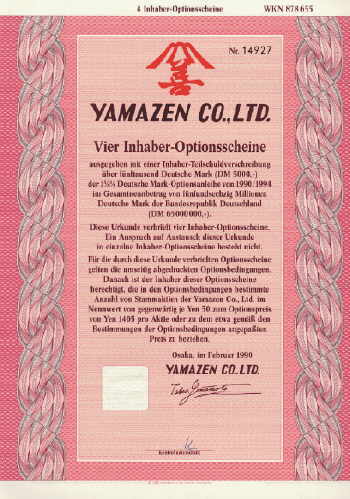 4 Inhaber-Optionsscheine WKN 878 655
Nr. 14927
YAMAZEN CO., LTD.
Vier Inhaber-Optionsscheine
ausgegeben mit einer Inhaber-Teilschuldverschreibung
über fünftausend Deutsche Mark (DM 5000,-)
der Deutsche Mark-Optionsanleihe von 1990/1994
im Gesamtnennbetrag von fünfundsechzig Millionen
Deutsche Mark der Bundesrepublik Deutschland
(DM 65000000,-).
Diese Urkunde verbrieft vier Inhaber-Optionsscheine.
Ein Anspruch auf Austausch dieser Urkunde
in einzelne Inhaber-Optionsscheine besteht nicht.
Für die durch diese Urkunde verbrieften Optionsscheine
gelten die umseitig abgedruckten Optionsbedingungen.
Danach ist der Inhaber dieser Optionsscheine
berechtigt, die in den Optionsbedingungen bestimmte
Anzahl von Stammaktien der Yamazen Co., Ltd. im
Nennwert von gegenwärtig je Yen 50 zum Optionspreis
von Yen 1405 pro Aktie oder zu dem etwa gemäß den
Bestimmungen der Optionsbedingungen angepaßten
Preis zu beziehen.
Osaka, im Februar 1990
YAMAZEN CO., LTD.